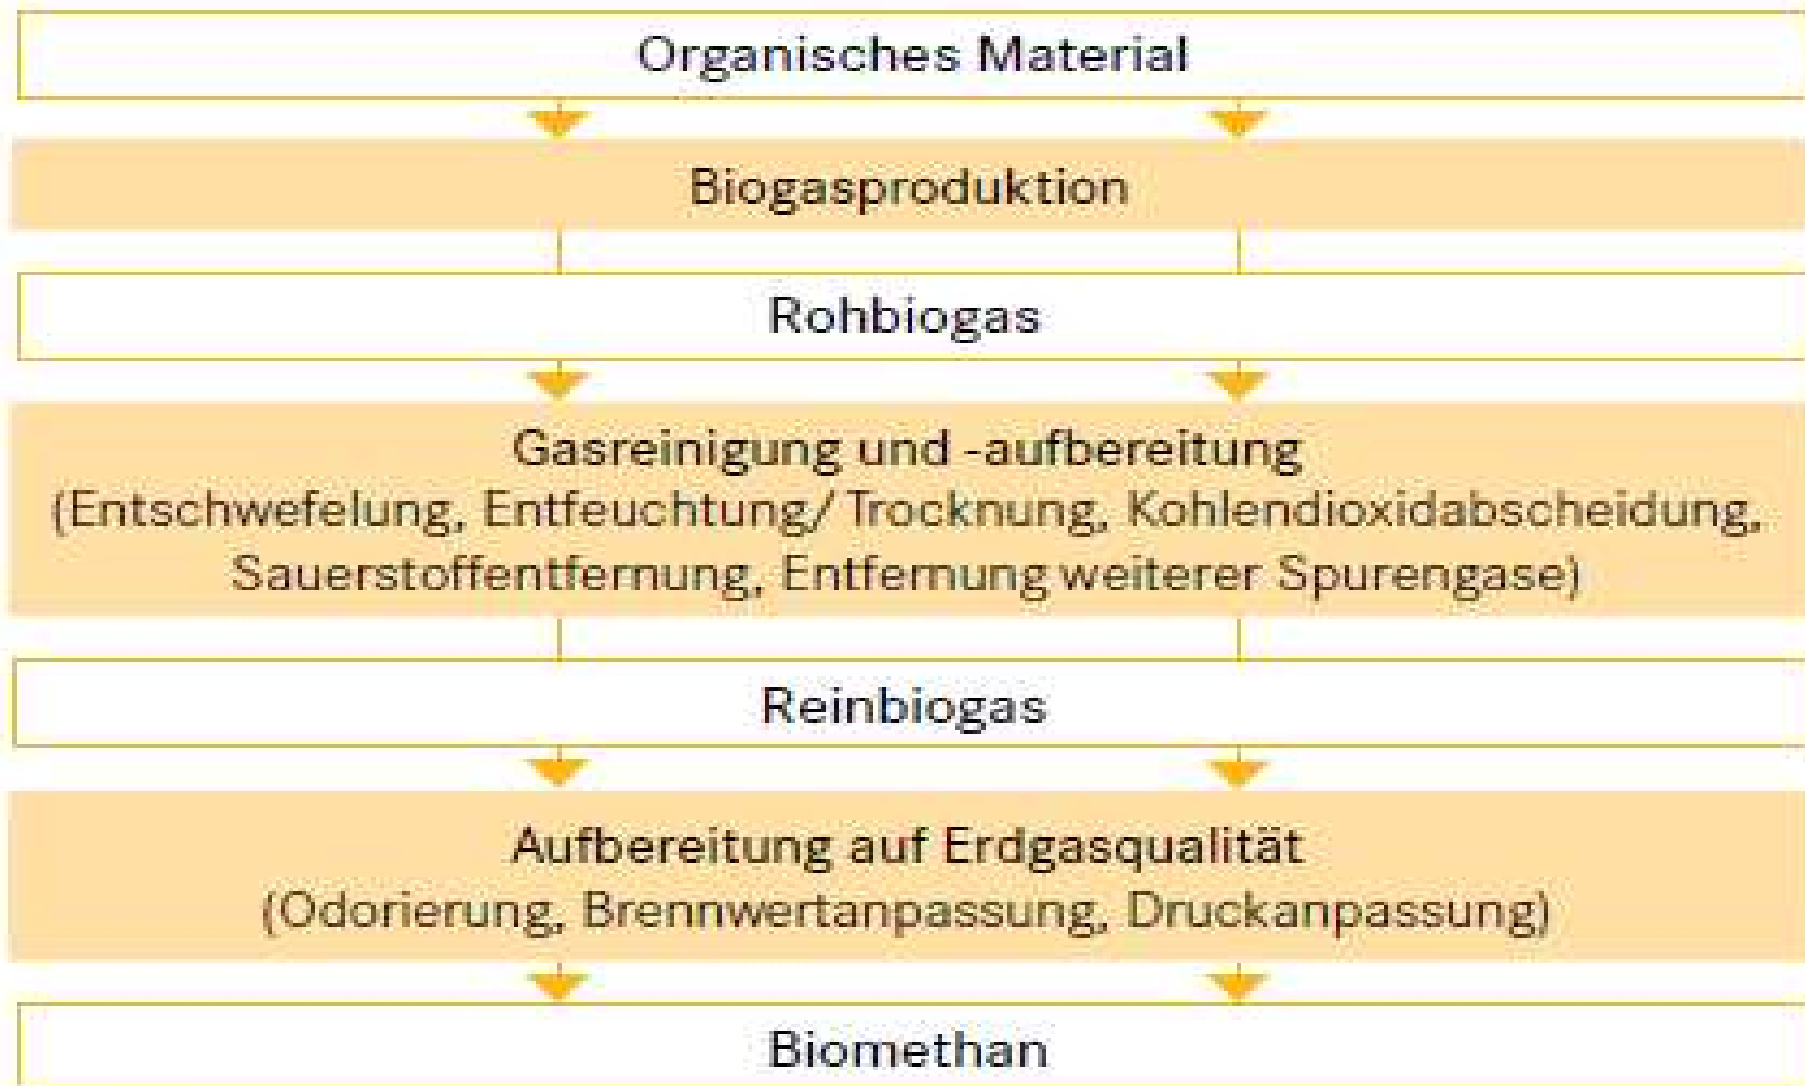 Organisches Material
Biogasproduktion
Rohbiogas
Gasreinigung und -aufbereitung
(Entschwefelung, Entfeuchtung/ Trocknung, Kohlendioxidabscheidung,
Sauerstoffentfernung, Entfernung weiterer Spurengase)
Reinbiogas
Aufbereitung auf Erdgasqualität
(Odorierung, Brennwertanpassung, Druckanpassung)
Biomethan